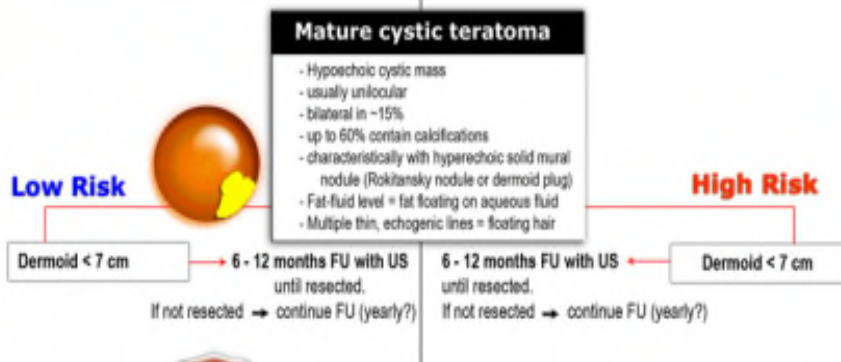 Mature cystic teratoma
- Hypoechoic cystic mass
- usually unilocular
- bilateral in ~15%
- up to 60% contain calcifications
- characteristically with hyperechoic solid mural
nodule (Rokitansky nodule or dermoid plug)
- Fat-fluid level = fat floating on aqueous fluid
- Multiple thin, echogenic lines = floating hair
Low Risk
Dermoid < 7 cm
→ 6 - 12 months FU with US
until resected.
If not resected → continue FU (yearly?)
High Risk
Dermoid < 7 cm
6 - 12 months FU with US ←
until resected.
If not resected → continue FU (yearly?)